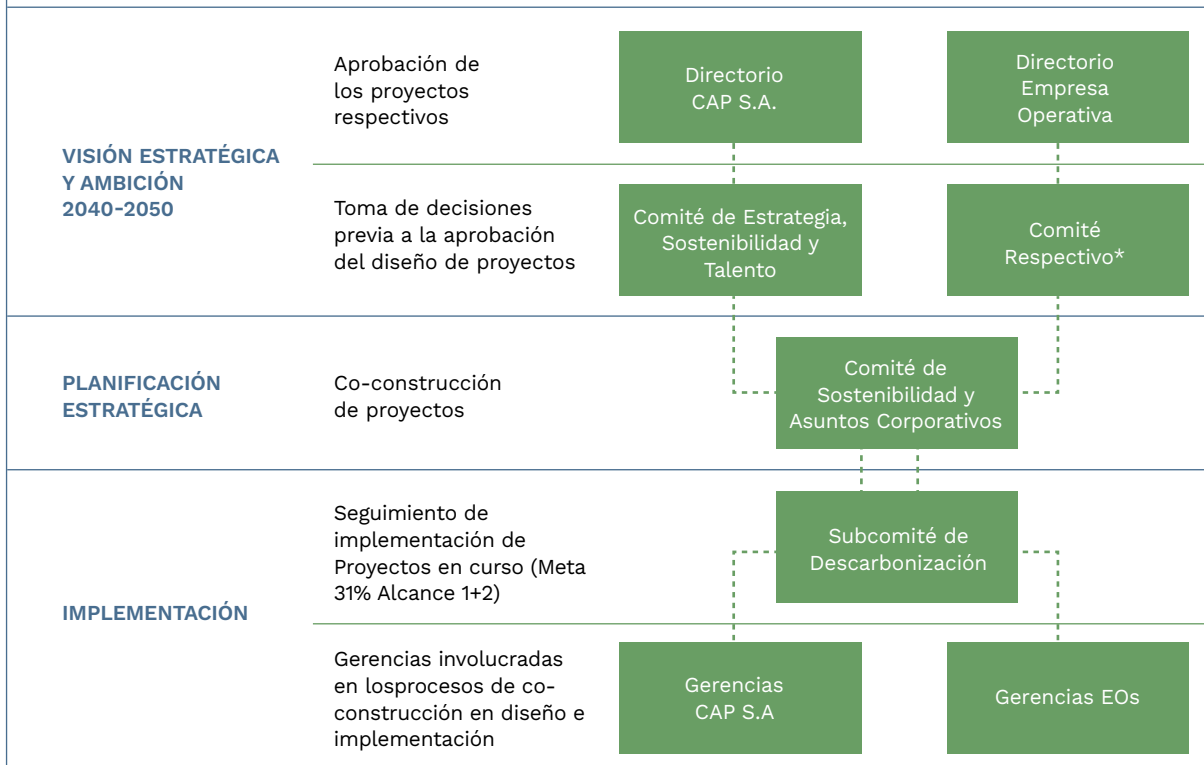 VISIÓN ESTRATÉGICA
Y AMBICIÓN
2040-2050
Aprobación de
los proyectos
respectivos
Directorio
CAP S.A.
Directorio
Empresa
Operativa
Toma de decisiones
previa a la aprobación
del diseño de proyectos
Comité de Estrategia,
Sostenibilidad y
Talento
Comité
Respectivo*
PLANIFICACIÓN
ESTRATÉGICA
Co-construcción
de proyectos
Comité de
Sostenibilidad y
Asuntos Corporativos
IMPLEMENTACIÓN
Seguimiento de
implementación de
Proyectos en curso (Meta
31% Alcance 1+2)
Subcomité de
Descarbonización
Gerencias involucradas
en losprocesos de co-
construcción en diseño e
implementación
Gerencias
CAP S.A
Gerencias EOs